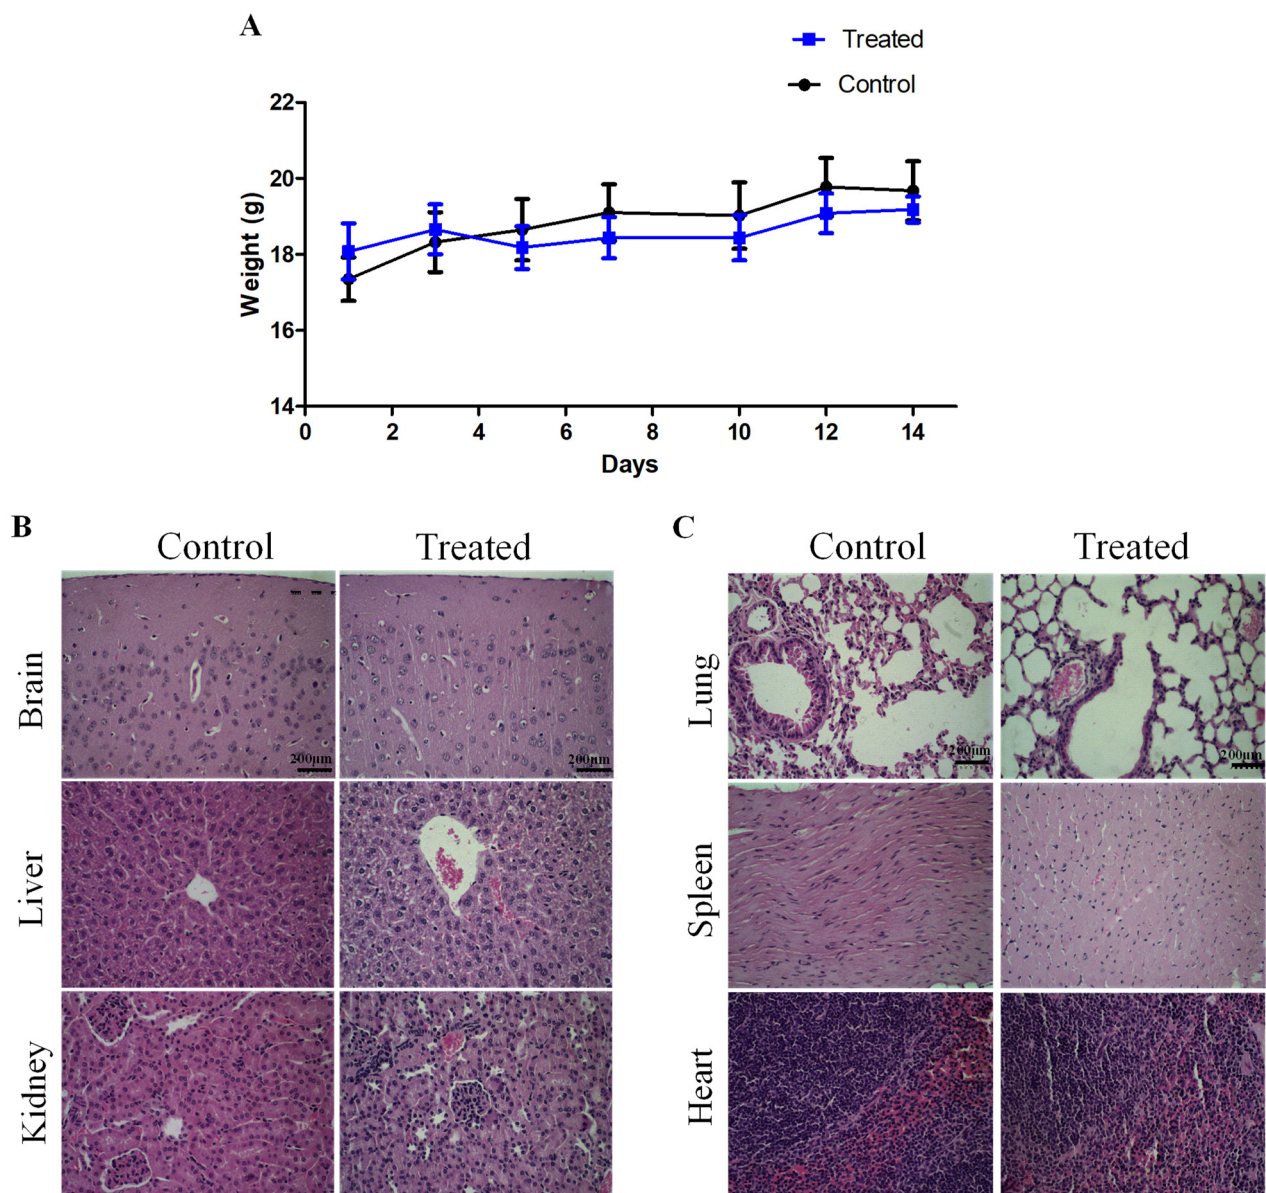 A
Treated
Control
22
20
18
16
14
Weight (g)
0 2 4 6 8 10 12 14
Days
B
Control Treated
Brain
200µm 200µm
Liver
Kidney
C
Control Treated
Lung
200µm 200µm
Spleen
Heart